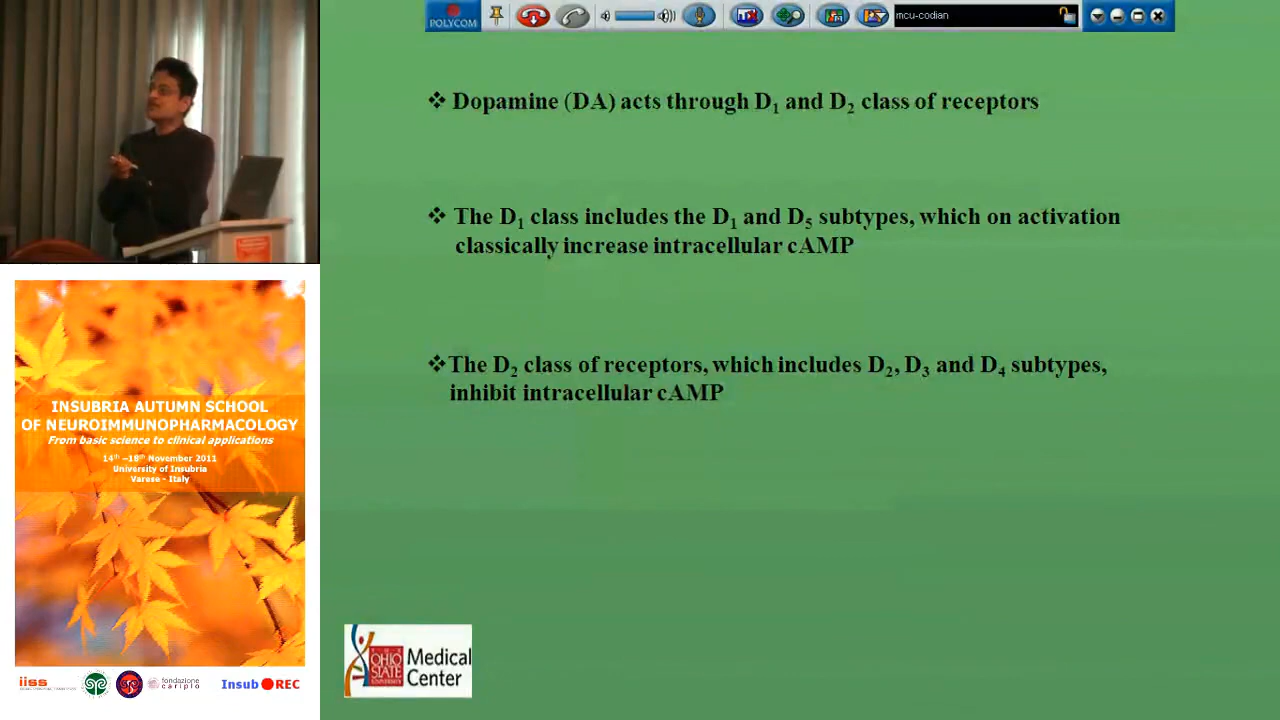 POLYCOM
mcu-codian
❖ Dopamine (DA) acts through D₁ and D₂ class of receptors
❖ The D₁ class includes the D₁ and D₅ subtypes, which on activation
classically increase intracellular cAMP
❖The D₂ class of receptors, which includes D₂, D₃ and D₄ subtypes,
inhibit intracellular cAMP
INSUBRIA AUTUMN SCHOOL
OF NEUROIMMUNOPHARMACOLOGY
From basic science to clinical applications
14th –18th November 2011
University of Insubria
Varese - Italy
iiss
fondazione
cariplo
Insub REC
OHIO
STATE
Medical
Center